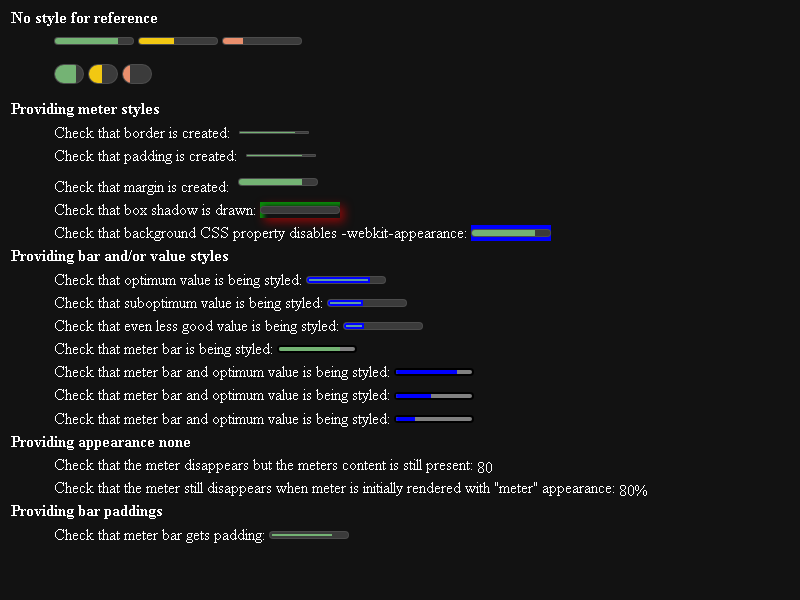 No style for reference
Providing meter styles
Check that border is created:
Check that padding is created:
Check that margin is created:
Check that box shadow is drawn:
Check that background CSS property disables -webkit-appearance:
Providing bar and/or value styles
Check that optimum value is being styled:
Check that suboptimum value is being styled:
Check that even less good value is being styled:
Check that meter bar is being styled:
Check that meter bar and optimum value is being styled:
Check that meter bar and optimum value is being styled:
Check that meter bar and optimum value is being styled:
Providing appearance none
Check that the meter disappears but the meters content is still present: 80
Check that the meter still disappears when meter is initially rendered with "meter" appearance: 80%
Providing bar paddings
Check that meter bar gets padding: